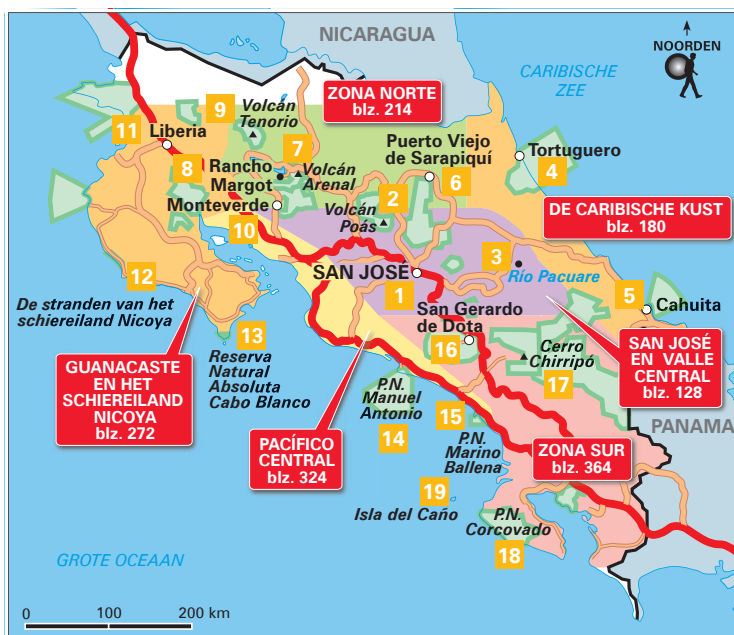 NICARAGUA
NOORDEN
CARIBISCHE
ZEE
ZONA NORTE
blz. 214
9
Volcán
Tenorio
11
Liberia
7
Puerto Viejo
de Sarapiquí
Tortuguero
4
8
Rancho
Margot
Volcán
Arenal
6
Monteverde
2
Volcán
Poás
DE CARIBISCHE KUST
blz. 180
10
3
Río Pacuare
SAN JOSÉ
1
12
De stranden van het
schiereiland Nicoya
5
Cahuita
San Gerardo
de Dota
16
13
Reserva
Natural
Absoluta
Cabo Blanco
Cerro
Chirripó
17
SAN JOSÉ
EN VALLE
CENTRAL
blz. 128
GUANACASTE
EN HET
SCHIEREILAND
NICOYA
blz. 272
P.N.
Manuel
Antonio
14
15
P.N.
Marino
Ballena
PANAMA
PACÍFICO
CENTRAL
blz. 324
ZONA SUR
blz. 364
19
Isla del Caño
P.N.
Corcovado
18
GROTE OCEAAN
0 100 200 km